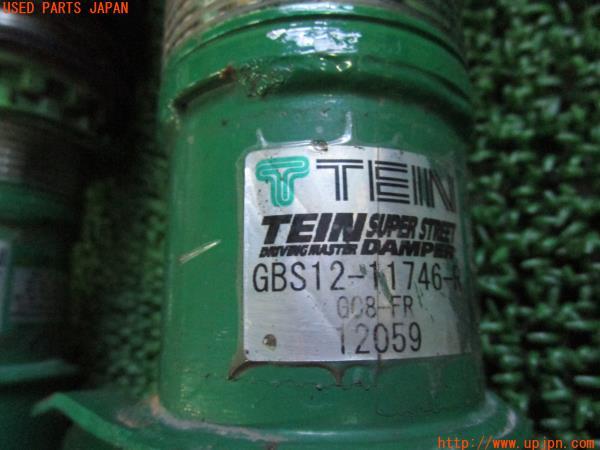 USED PARTS JAPAN
TEIN
TEIN SUPER STREET
DRIVING MASTER DAMPER
GBS12-11746-R
GC8-FR
12059
http://www.upjpn.com/